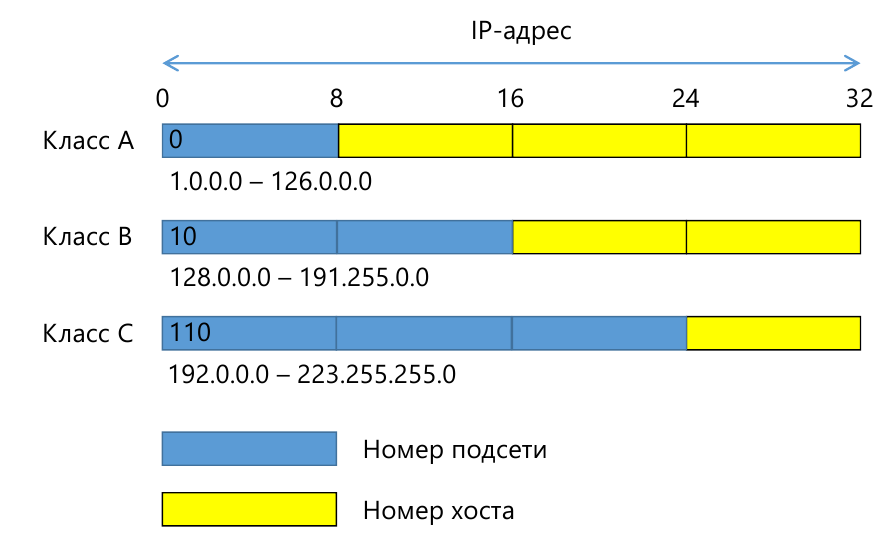 IP-адрес
0 8 16 24 32
Класс A 0
1.0.0.0 – 126.0.0.0
Класс B 10
128.0.0.0 – 191.255.0.0
Класс C 110
192.0.0.0 – 223.255.255.0
Номер подсети
Номер хоста